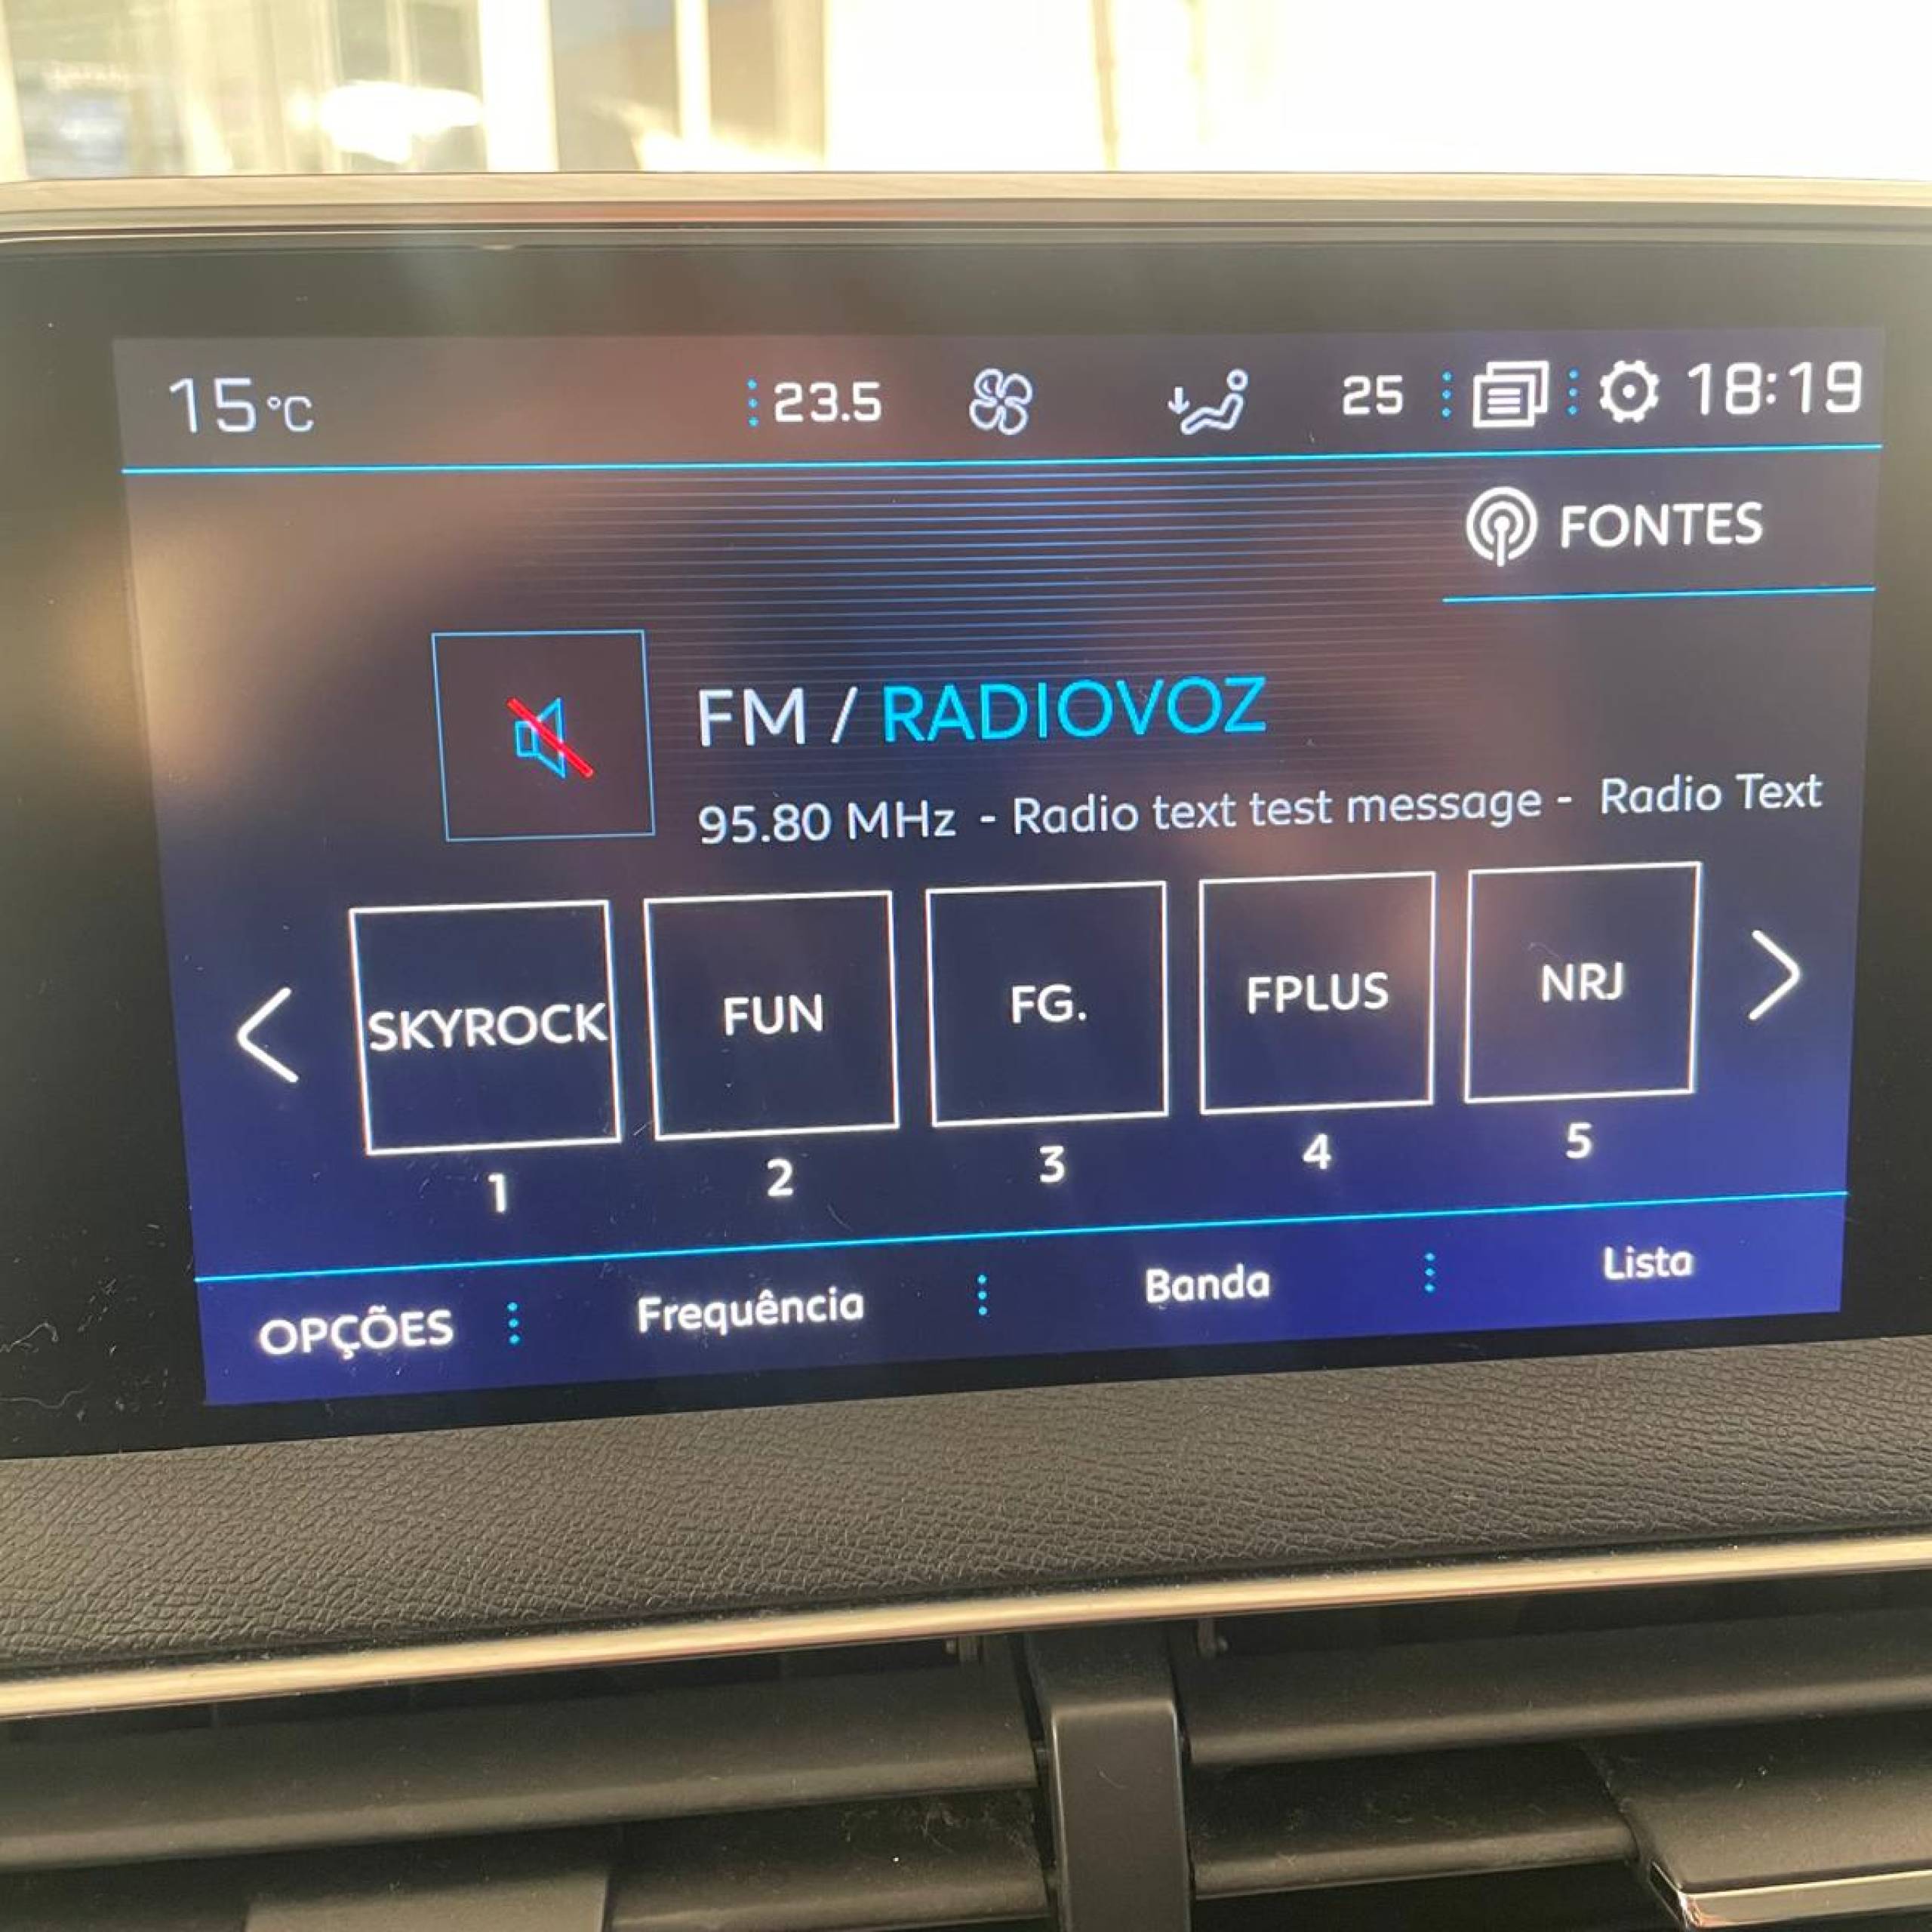 15 °C 23.5 25 18:19
FONTES
FM / RADIOVOZ
95.80 MHz - Radio text test message - Radio Text
SKYROCK FUN FG. FPLUS NRJ
1 2 3 4 5
OPÇÕES Frequência Banda Lista